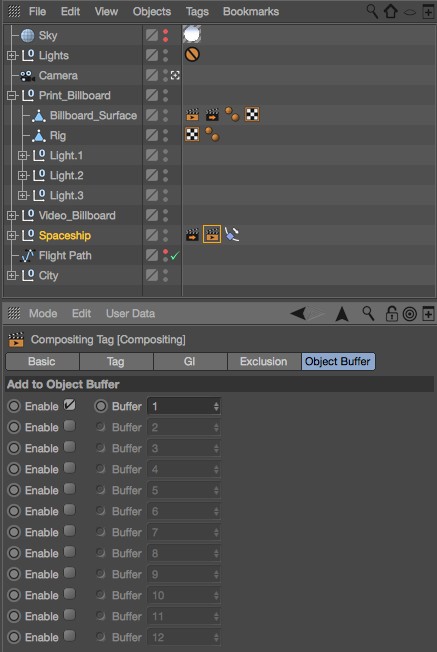 File Edit View Objects Tags Bookmarks
Sky
Lights
Camera
Print_Billboard
Billboard_Surface
Rig
Light.1
Light.2
Light.3
Video_Billboard
Spaceship
Flight Path
City
Mode Edit User Data
Compositing Tag [Compositing]
Basic Tag GI Exclusion Object Buffer
Add to Object Buffer
Enable Buffer 1
Enable Buffer 2
Enable Buffer 3
Enable Buffer 4
Enable Buffer 5
Enable Buffer 6
Enable Buffer 7
Enable Buffer 8
Enable Buffer 9
Enable Buffer 10
Enable Buffer 11
Enable Buffer 12